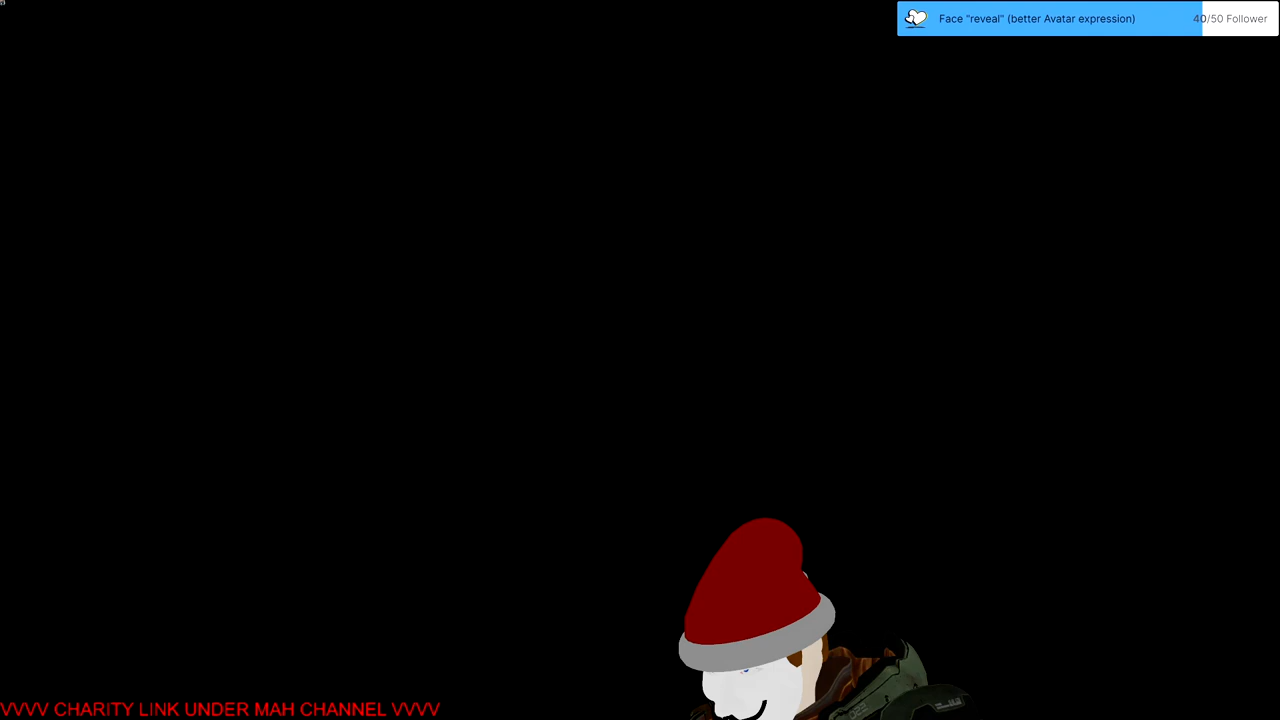 Face "reveal" (better Avatar expression) 40/50 Follower
VVVV CHARITY LINK UNDER MAH CHANNEL VVVV